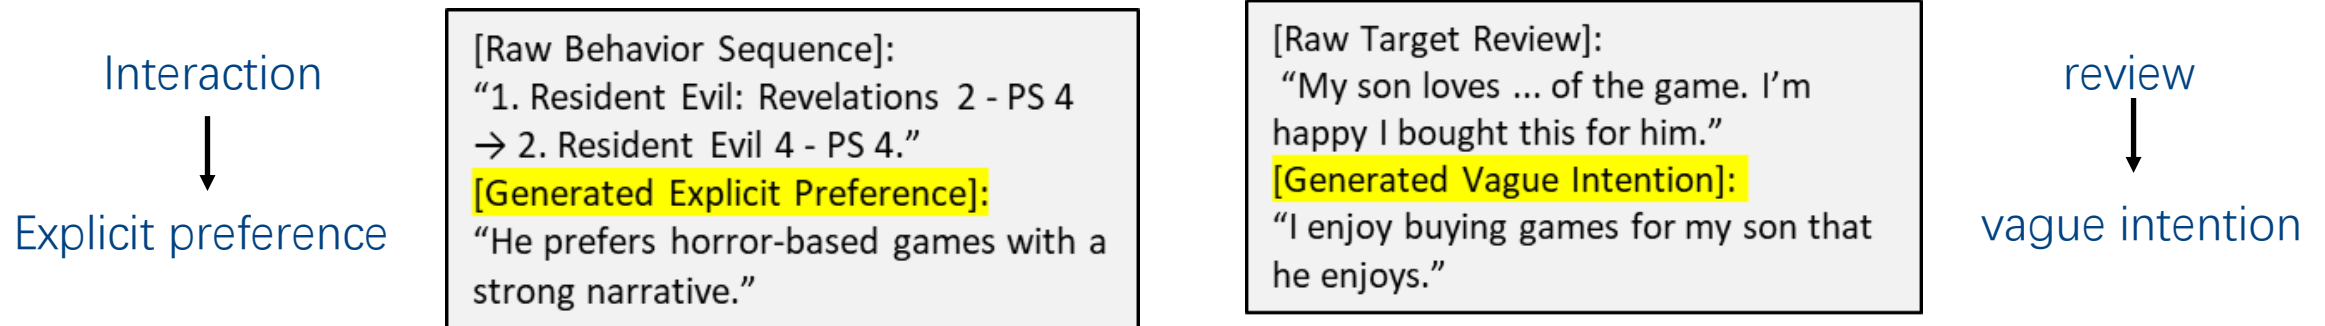 Interaction
Explicit preference
[Raw Behavior Sequence]:
“1. Resident Evil: Revelations 2 - PS 4
→ 2. Resident Evil 4 - PS 4.”
[Generated Explicit Preference]:
“He prefers horror-based games with a
strong narrative.”
[Raw Target Review]:
“My son loves ... of the game. I’m
happy I bought this for him.”
[Generated Vague Intention]:
“I enjoy buying games for my son that
he enjoys.”
review
vague intention